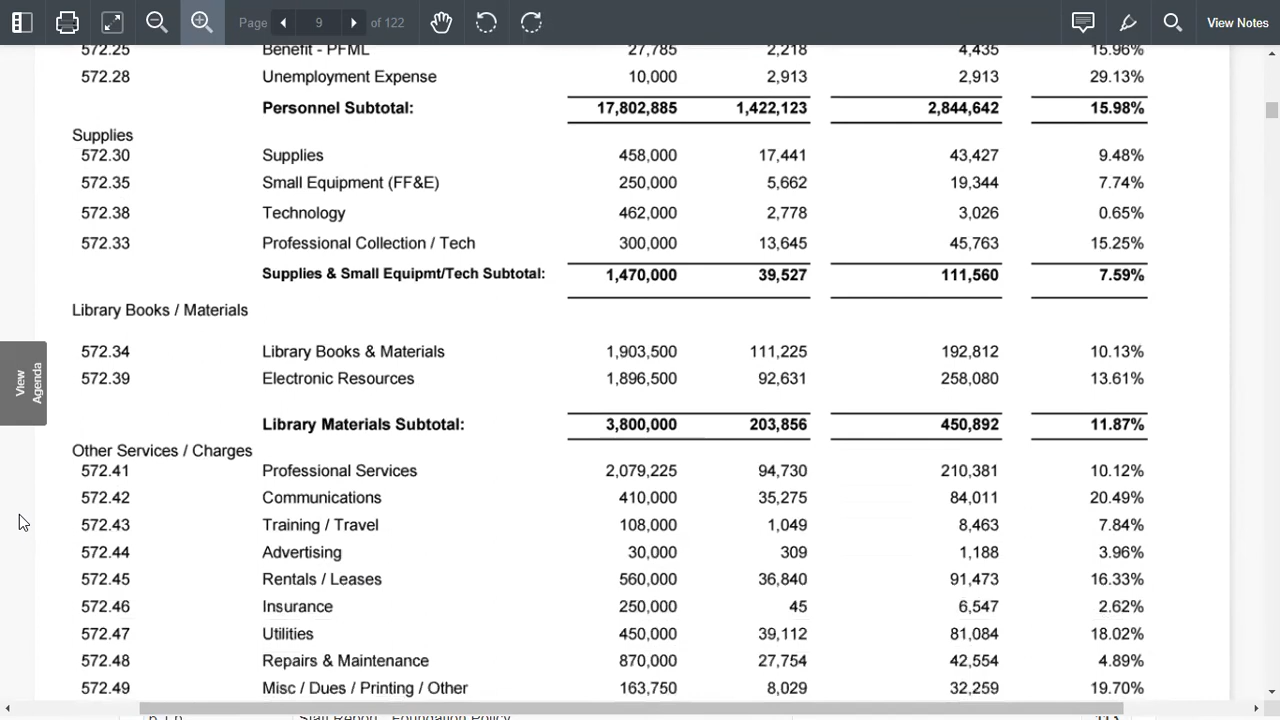 Page 9 of 122 View Notes
572.25 Benefit - PFML 27,785 2,218 4,435 15.96%
572.28 Unemployment Expense 10,000 2,913 2,913 29.13%
Personnel Subtotal: 17,802,885 1,422,123 2,844,642 15.98%
Supplies
572.30 Supplies 458,000 17,441 43,427 9.48%
572.35 Small Equipment (FF&E) 250,000 5,662 19,344 7.74%
572.38 Technology 462,000 2,778 3,026 0.65%
572.33 Professional Collection / Tech 300,000 13,645 45,763 15.25%
Supplies & Small Equipmt/Tech Subtotal: 1,470,000 39,527 111,560 7.59%
Library Books / Materials
572.34 Library Books & Materials 1,903,500 111,225 192,812 10.13%
572.39 Electronic Resources 1,896,500 92,631 258,080 13.61%
View
Agenda
Library Materials Subtotal: 3,800,000 203,856 450,892 11.87%
Other Services / Charges
572.41 Professional Services 2,079,225 94,730 210,381 10.12%
572.42 Communications 410,000 35,275 84,011 20.49%
572.43 Training / Travel 108,000 1,049 8,463 7.84%
572.44 Advertising 30,000 309 1,188 3.96%
572.45 Rentals / Leases 560,000 36,840 91,473 16.33%
572.46 Insurance 250,000 45 6,547 2.62%
572.47 Utilities 450,000 39,112 81,084 18.02%
572.48 Repairs & Maintenance 870,000 27,754 42,554 4.89%
572.49 Misc / Dues / Printing / Other 163,750 8,029 32,259 19.70%
Staff Report - Foundation Policy